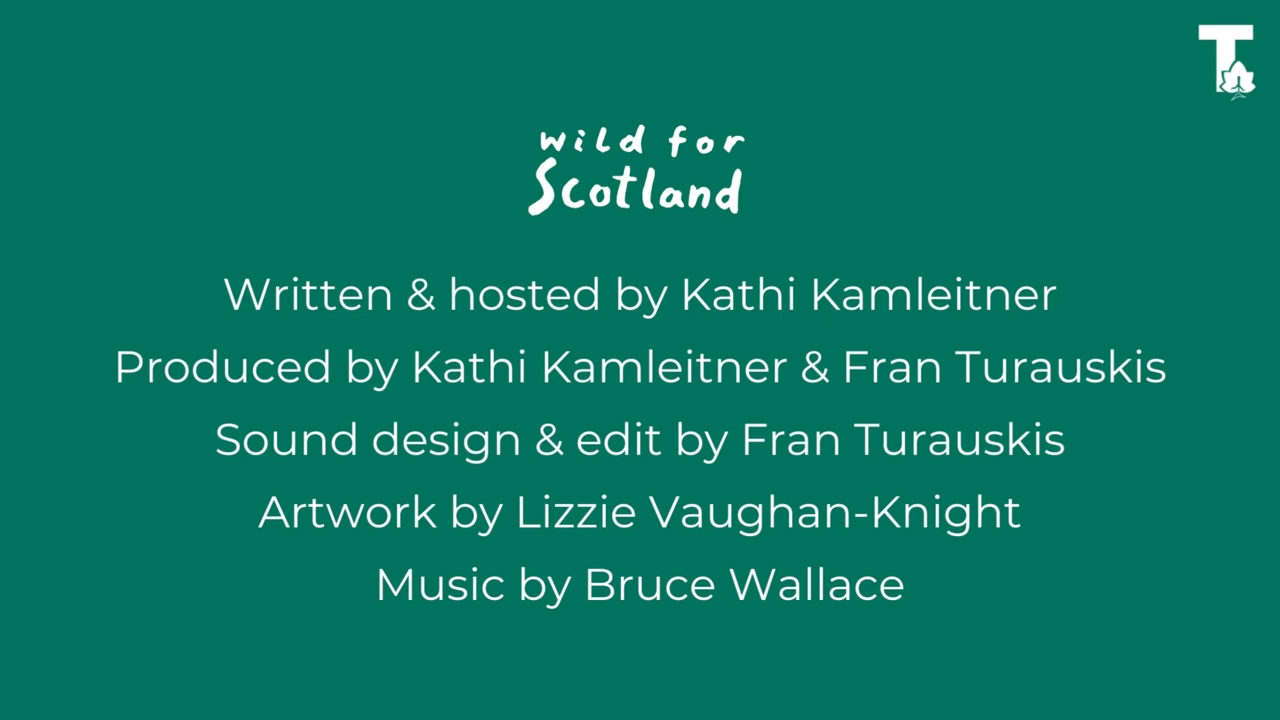 T
wild for
Scotland
Written & hosted by Kathi Kamleitner
Produced by Kathi Kamleitner & Fran Turauskis
Sound design & edit by Fran Turauskis
Artwork by Lizzie Vaughan-Knight
Music by Bruce Wallace